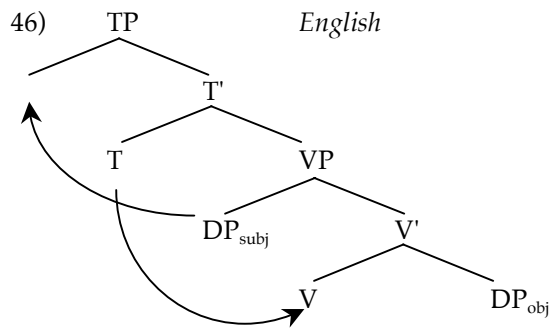 46) TP English
T'
T VP
DPsubj V'
V DPobj